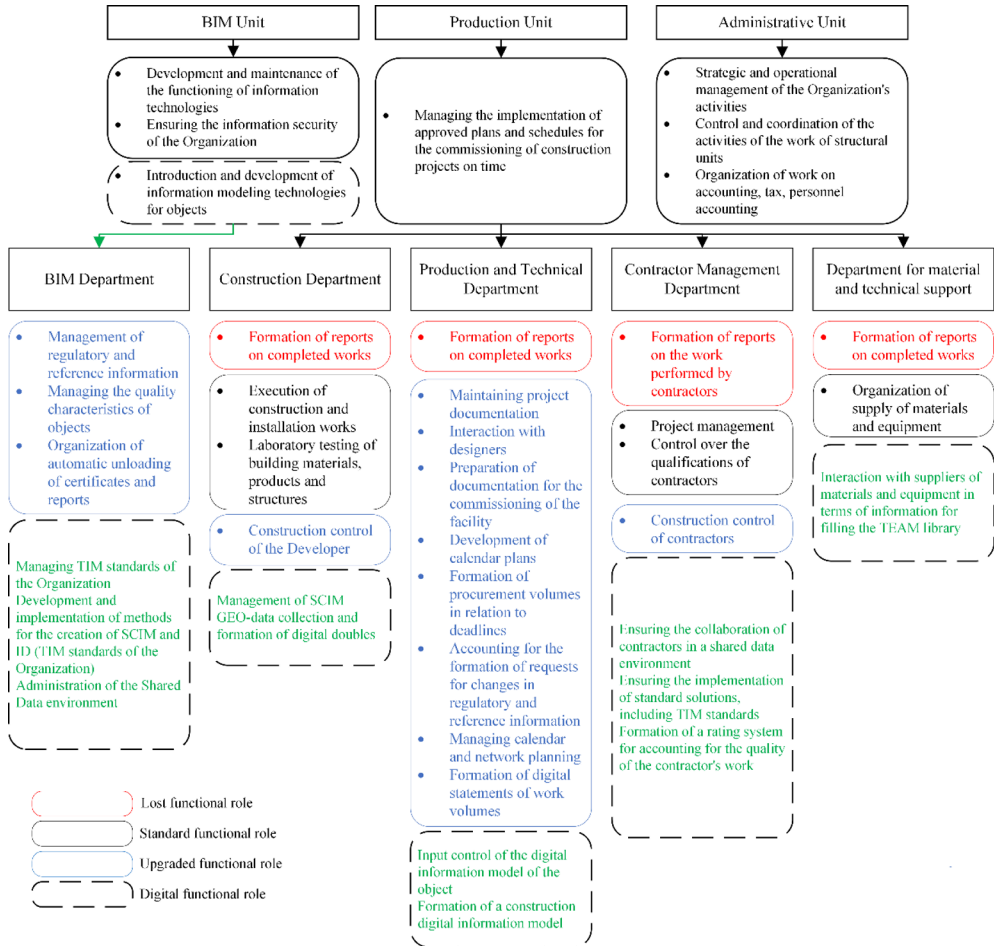 BIM Unit
Production Unit
Administrative Unit
Development and maintenance of
the functioning of information
technologies
Ensuring the information security
of the Organization
Introduction and development of
information modeling technologies
for objects
Managing the implementation of
approved plans and schedules for
the commissioning of construction
projects on time
Strategic and operational
management of the Organization's
activities
Control and coordination of the
activities of the work of structural
units
Organization of work on
accounting, tax, personnel
accounting
BIM Department
Construction Department
Production and Technical
Department
Contractor Management
Department
Department for material
and technical support
Management of
regulatory and
reference information
Managing the quality
characteristics of
objects
Organization of
automatic unloading
of certificates and
reports
Managing TIM standards of
the Organization
Development and
implementation of methods
for the creation of SCIM and
ID (TIM standards of the
Organization)
Administration of the Shared
Data environment
Formation of reports
on completed works
Execution of
construction and
installation works
Laboratory testing of
building materials,
products and
structures
Construction control
of the Developer
Management of SCIM
GEO-data collection and
formation of digital doubles
Formation of reports
on completed works
Maintaining project
documentation
Interaction with
designers
Preparation of
documentation for the
commissioning of the
facility
Development of
calendar plans
Formation of
procurement volumes
in relation to
deadlines
Accounting for the
formation of requests
for changes in
regulatory and
reference information
Managing calendar
and network planning
Formation of digital
statements of work
volumes
Input control of the digital
information model of the
object
Formation of a construction
digital information model
Formation of reports
on the work
performed by
contractors
Project management
Control over the
qualifications of
contractors
Construction control
of contractors
Ensuring the collaboration of
contractors in a shared data
environment
Ensuring the implementation
of standard solutions,
including TIM standards
Formation of a rating system
for accounting for the quality
of the contractor's work
Formation of reports
on completed works
Organization of
supply of materials
and equipment
Interaction with suppliers of
materials and equipment in
terms of information for
filling the TEAM library
Lost functional role
Standard functional role
Upgraded functional role
Digital functional role